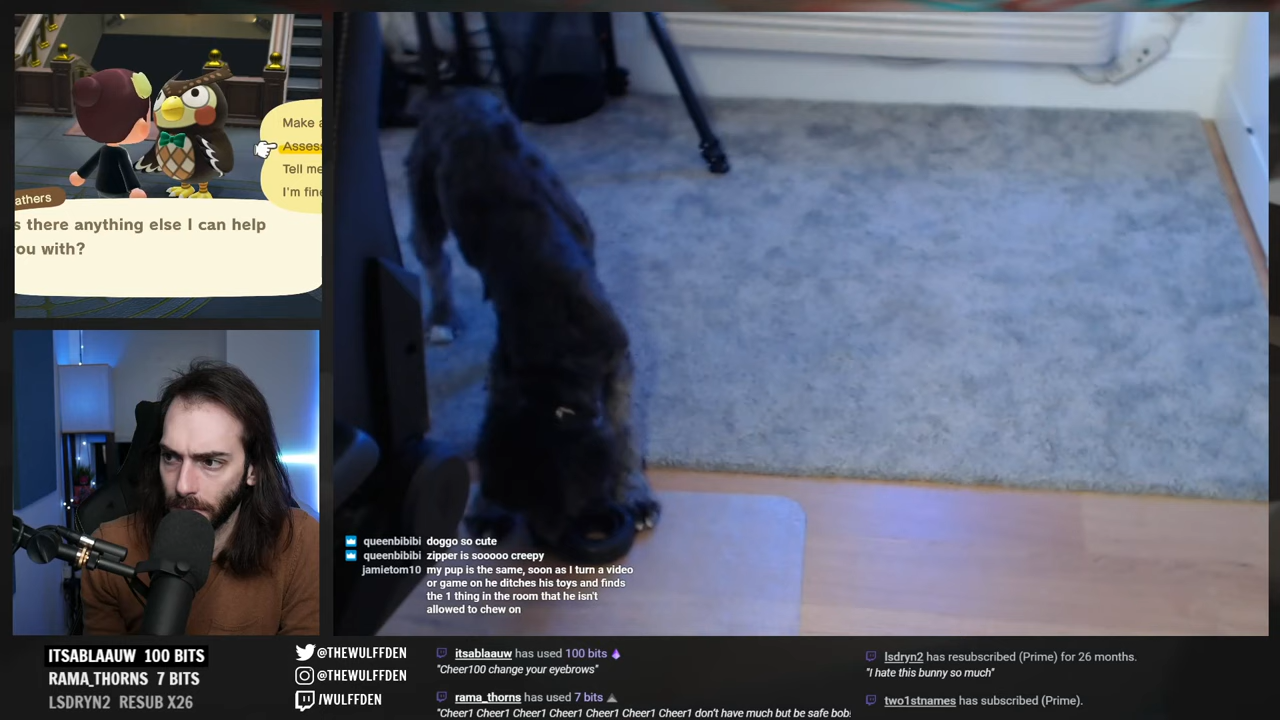 Make a
Assess
Tell me
I'm fine
athers
s there anything else I can help
ou with?
queenbibibi doggo so cute
queenbibibi zipper is sooooo creepy
jamietom10 my pup is the same, soon as I turn a video
or game on he ditches his toys and finds
the 1 thing in the room that he isn't
allowed to chew on
ITSABLAAUW 100 BITS
RAMA_THORNS 7 BITS
LSDRYN2 RESUB X26
@THEWULFFDEN
@THEWULFFDEN
/WULFFDEN
itsablaauw has used 100 bits
"Cheer100 change your eyebrows"
rama_thorns has used 7 bits
"Cheer1 Cheer1 Cheer1 Cheer1 Cheer1 Cheer1 Cheer1 don't have much but be safe bob!
lsdryn2 has resubscribed (Prime) for 26 months.
"I hate this bunny so much"
two1stnames has subscribed (Prime).